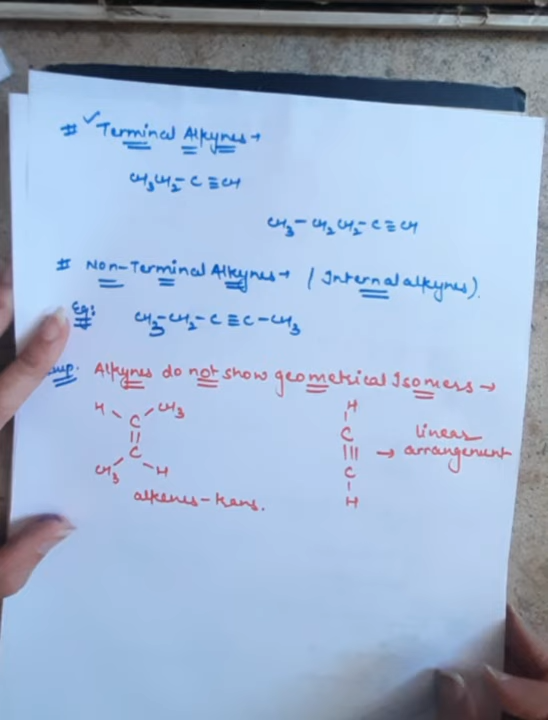 # ✓Terminal Alkynes →
CH3CH2-C≡CH
CH3-CH2CH2-C≡CH
# Non-Terminal Alkynes → (Internal alkynes).
Eg:
CH3-CH2-C≡C-CH3
Imp. Alkynes do not show geometrical Isomers →
H CH3 H
C C linear
|| ||| → arrangement
C C
CH3 H H
alkenes-trans.